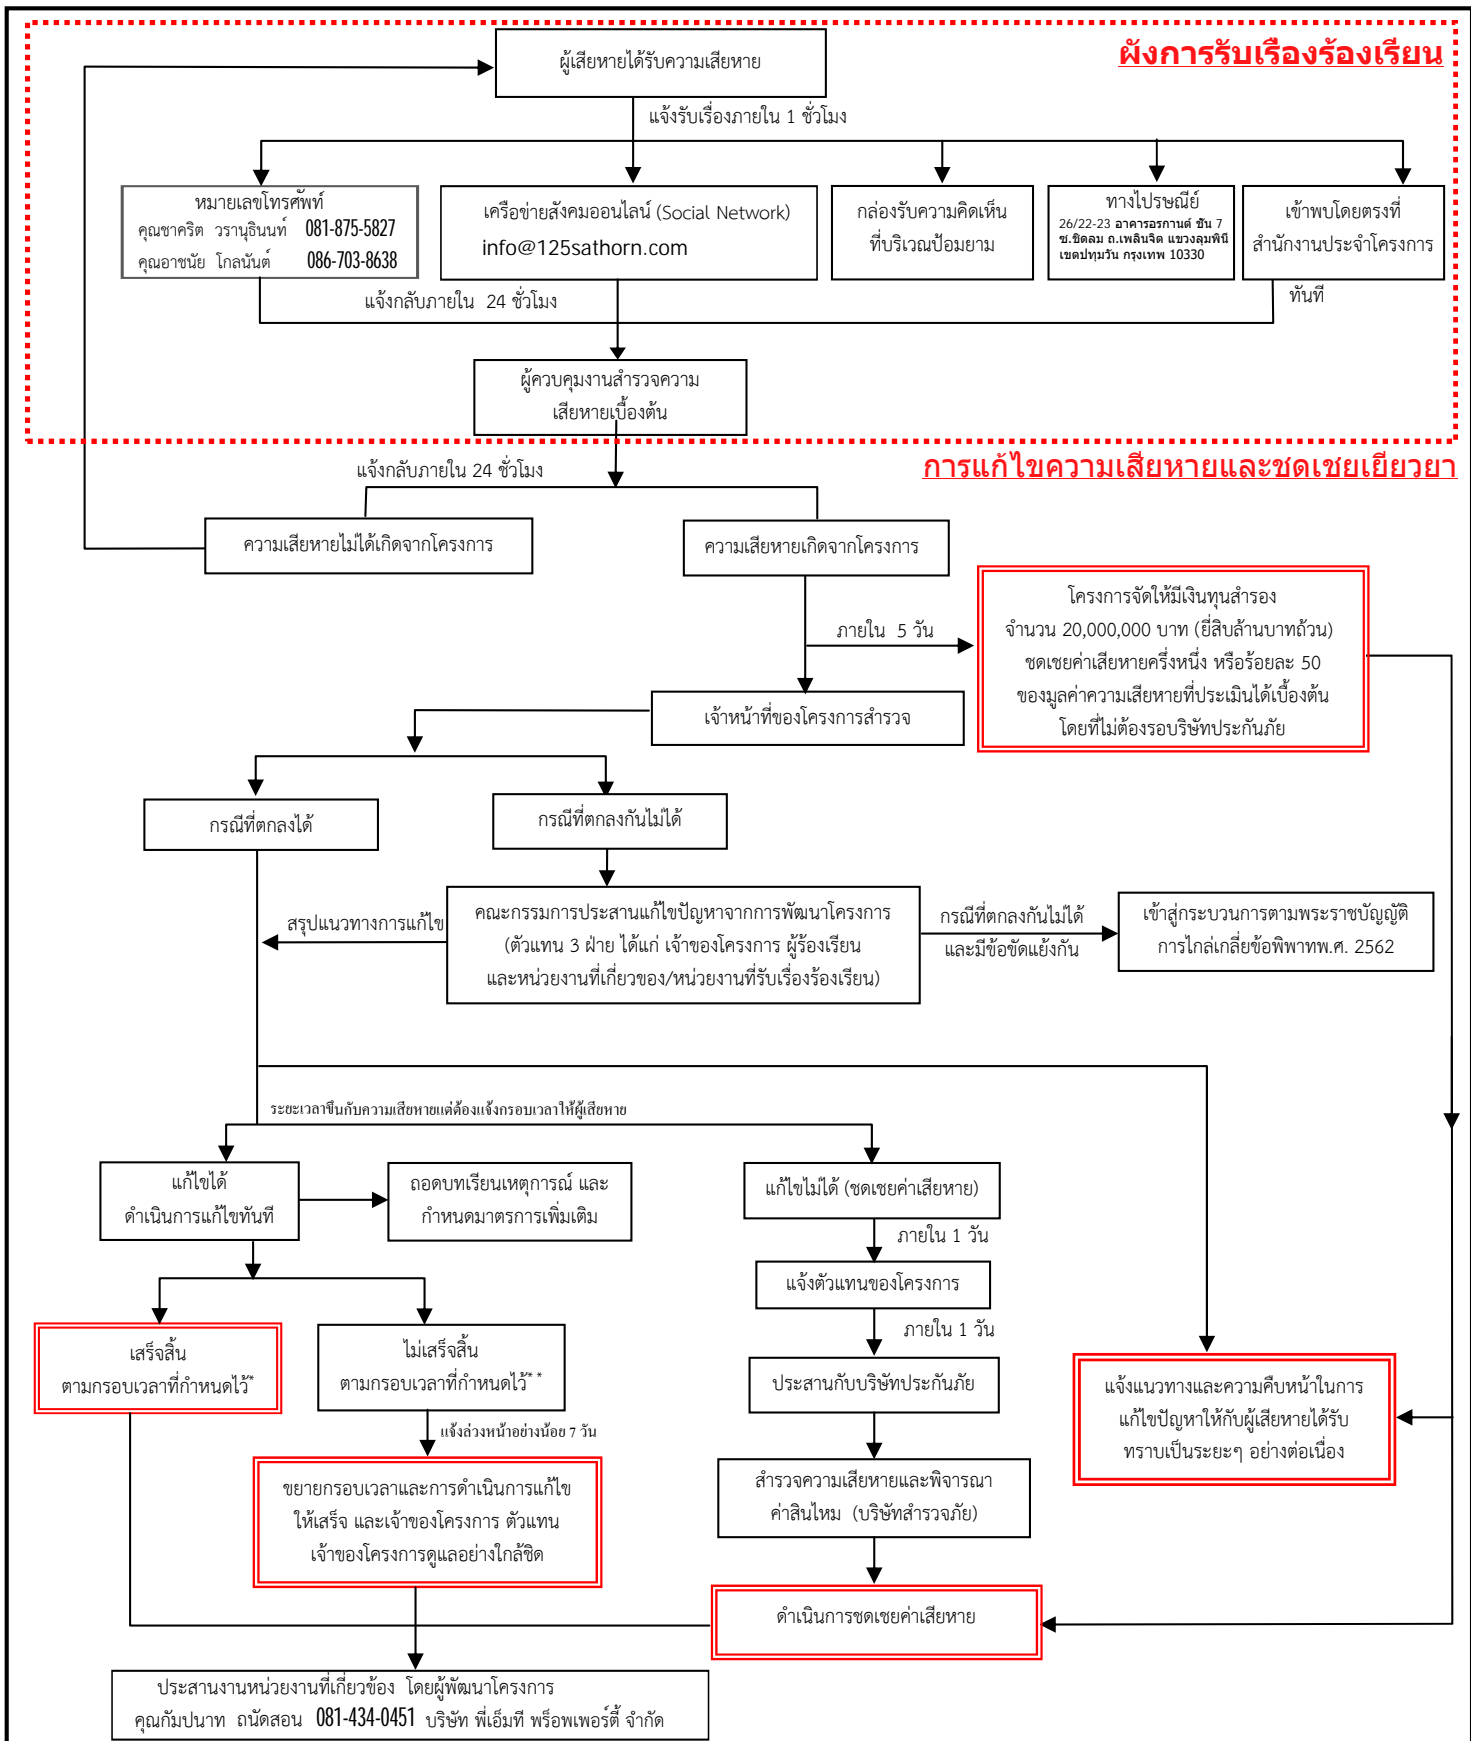 ผังการรับเรืองร้องเรียน
ผู้เสียหายได้รับความเสียหาย
แจ้งรับเรื่องภายใน 1 ชั่วโมง
หมายเลขโทรศัพท์
คุณชาคริต วรานุธินนท์ 081-875-5827
คุณอาชนัย โกลนันต์ 086-703-8638
เครือข่ายสังคมออนไลน์ (Social Network)
info@125sathorn.com
กล่องรับความคิดเห็น
ที่บริเวณป้อมยาม
ทางไปรษณีย์
26/22-23 อาคารอรกานต์ ชั้น 7
ซ.ชิดลม ถ.เพลินจิต แขวงลุมพินี
เขตปทุมวัน กรุงเทพ 10330
เข้าพบโดยตรงที่
สำนักงานประจำโครงการ
แจ้งกลับภายใน 24 ชั่วโมง
ทันที
ผู้ควบคุมงานสำรวจความ
เสียหายเบื้องต้น
การแก้ไขความเสียหายและชดเชยเยียวยา
แจ้งกลับภายใน 24 ชั่วโมง
ความเสียหายไม่ได้เกิดจากโครงการ
ความเสียหายเกิดจากโครงการ
ภายใน 5 วัน
โครงการจัดให้มีเงินทุนสำรอง
จำนวน 20,000,000 บาท (ยี่สิบล้านบาทถ้วน)
ชดเชยค่าเสียหายครึ่งหนึ่ง หรือร้อยละ 50
ของมูลค่าความเสียหายที่ประเมินได้เบื้องต้น
โดยที่ไม่ต้องรอบริษัทประกันภัย
เจ้าหน้าที่ของโครงการสำรวจ
กรณีที่ตกลงได้
กรณีที่ตกลงกันไม่ได้
สรุปแนวทางการแก้ไข
คณะกรรมการประสานแก้ไขปัญหาจากการพัฒนาโครงการ
(ตัวแทน 3 ฝ่าย ได้แก่ เจ้าของโครงการ ผู้ร้องเรียน
และหน่วยงานที่เกี่ยวของ/หน่วยงานที่รับเรื่องร้องเรียน)
กรณีที่ตกลงกันไม่ได้
และมีข้อขัดแย้งกัน
เข้าสู่กระบวนการตามพระราชบัญญัติ
การไกล่เกลี่ยข้อพิพาทพ.ศ. 2562
ระยะเวลาขึ้นกับความเสียหายแต่ต้องแจ้งกรอบเวลาให้ผู้เสียหาย
แก้ไขได้
ดำเนินการแก้ไขทันที
ถอดบทเรียนเหตุการณ์ และ
กำหนดมาตรการเพิ่มเติม
แก้ไขไม่ได้ (ชดเชยค่าเสียหาย)
ภายใน 1 วัน
แจ้งตัวแทนของโครงการ
ภายใน 1 วัน
ประสานกับบริษัทประกันภัย
เสร็จสิ้น
ตามกรอบเวลาที่กำหนดไว้*
ไม่เสร็จสิ้น
ตามกรอบเวลาที่กำหนดไว้**
แจ้งล่วงหน้าอย่างน้อย 7 วัน
แจ้งแนวทางและความคืบหน้าในการ
แก้ไขปัญหาให้กับผู้เสียหายได้รับ
ทราบเป็นระยะๆ อย่างต่อเนื่อง
ขยายกรอบเวลาและการดำเนินการแก้ไข
ให้เสร็จ และเจ้าของโครงการ ตัวแทน
เจ้าของโครงการดูแลอย่างใกล้ชิด
สำรวจความเสียหายและพิจารณา
ค่าสินไหม (บริษัทสำรวจภัย)
ดำเนินการชดเชยค่าเสียหาย
ประสานงานหน่วยงานที่เกี่ยวข้อง โดยผู้พัฒนาโครงการ
คุณกัมปนาท ถนัดสอน 081-434-0451 บริษัท พีเอ็มที พร็อพเพอร์ตี้ จำกัด